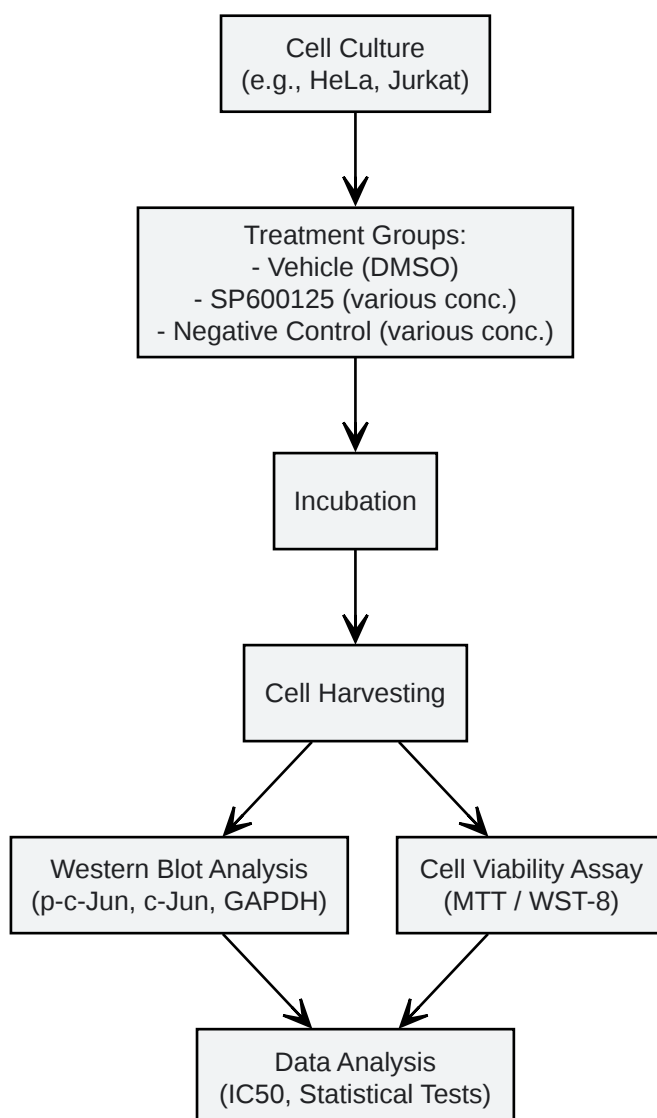 Cell Culture
(e.g., HeLa, Jurkat)
Treatment Groups:
- Vehicle (DMSO)
- SP600125 (various conc.)
- Negative Control (various conc.)
Incubation
Cell Harvesting
Western Blot Analysis
(p-c-Jun, c-Jun, GAPDH)
Cell Viability Assay
(MTT / WST-8)
Data Analysis
(IC50, Statistical Tests)